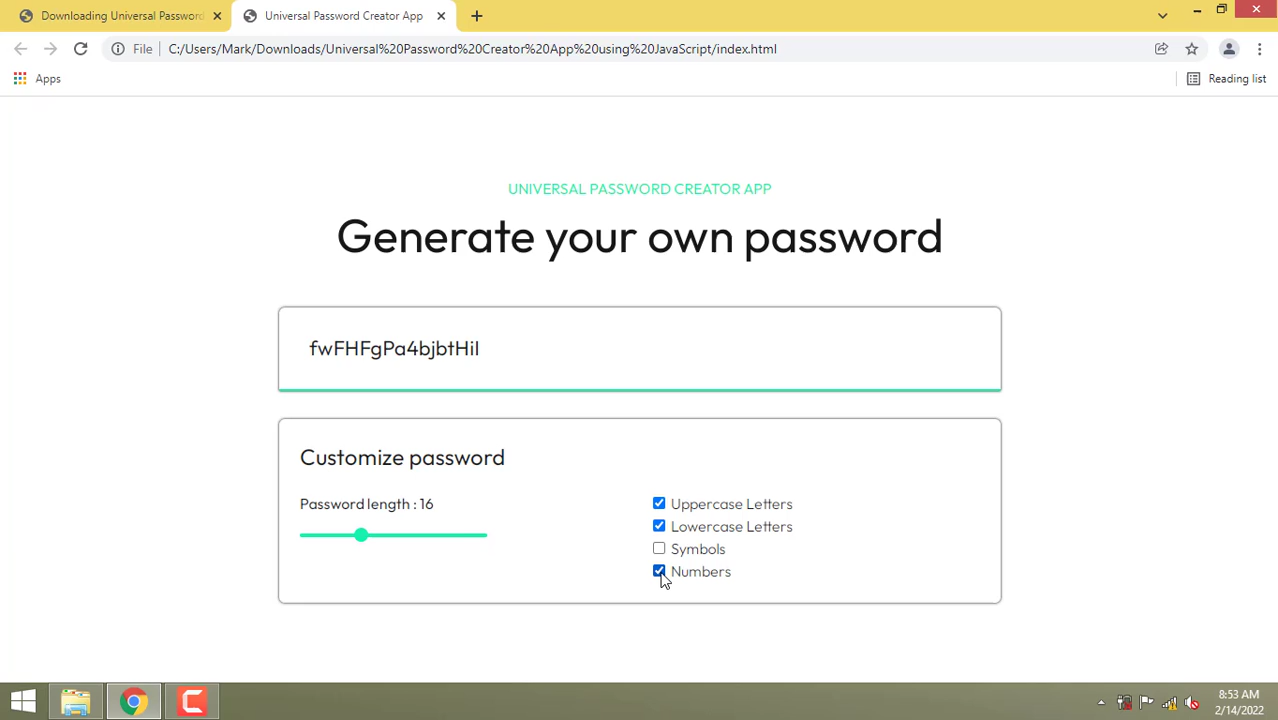 Downloading Universal Password
Universal Password Creator App
File
C:/Users/Mark/Downloads/Universal%20Password%20Creator%20App%20using%20JavaScript/index.html
Apps
Reading list
UNIVERSAL PASSWORD CREATOR APP
Generate your own password
fwFHFgPa4bjbtHil
Customize password
Password length : 16
Uppercase Letters
Lowercase Letters
Symbols
Numbers
8:53 AM
2/14/2022